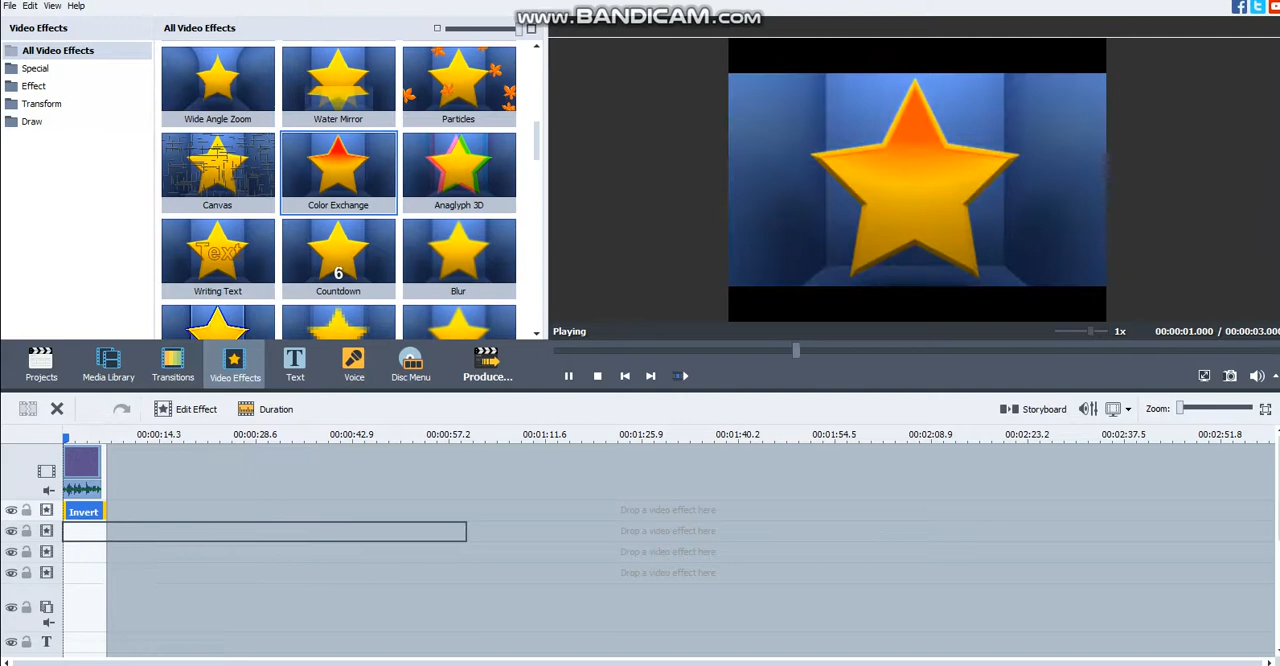 www.BANDICAM.com
File Edit View Help
Video Effects
All Video Effects
All Video Effects
Special
Effect
Transform
Draw
Wide Angle Zoom
Water Mirror
Particles
Canvas
Color Exchange
Anaglyph 3D
Text
6
Writing Text
Countdown
Blur
Playing
1x
00:00:01.000 / 00:00:03.000
Projects
Media Library
Transitions
Video Effects
Text
Voice
Disc Menu
Produce...
Edit Effect
Duration
Storyboard
Zoom:
00:00:14.3 00:00:28.6 00:00:42.9 00:00:57.2 00:01:11.6 00:01:25.9 00:01:40.2 00:01:54.5 00:02:08.9 00:02:23.2 00:02:37.5 00:02:51.8
Invert
Drop a video effect here
Drop a video effect here
Drop a video effect here
Drop a video effect here